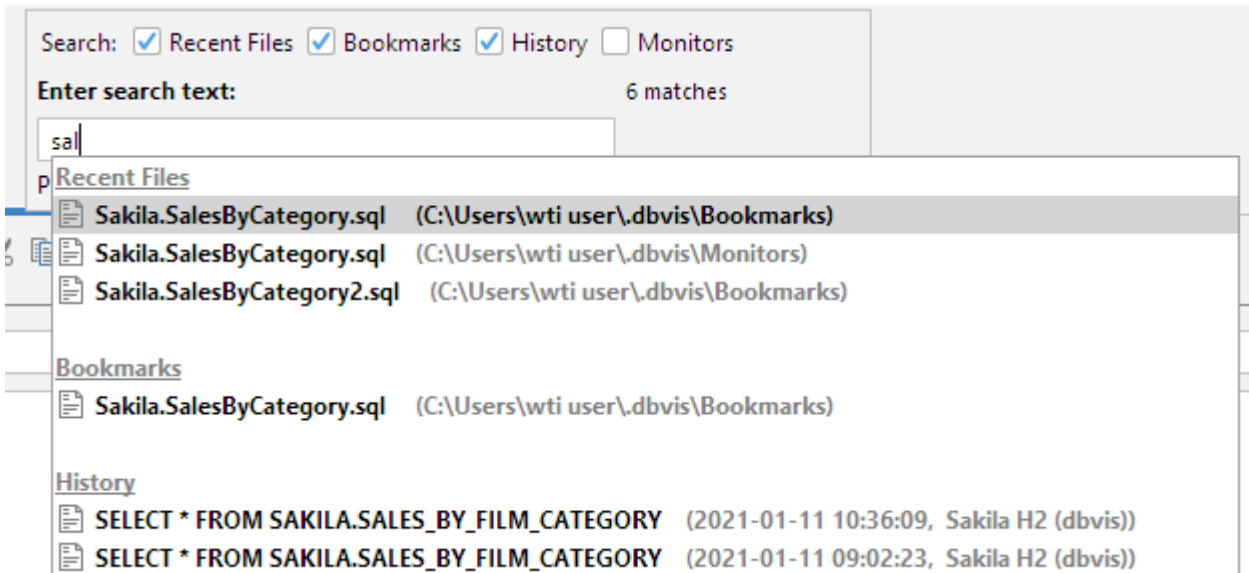 Search: Recent Files Bookmarks History Monitors
Enter search text: 6 matches
sal
P
Recent Files
Sakila.SalesByCategory.sql (C:\Users\wti user\.dbvis\Bookmarks)
Sakila.SalesByCategory.sql (C:\Users\wti user\.dbvis\Monitors)
Sakila.SalesByCategory2.sql (C:\Users\wti user\.dbvis\Bookmarks)
Bookmarks
Sakila.SalesByCategory.sql (C:\Users\wti user\.dbvis\Bookmarks)
History
SELECT * FROM SAKILA.SALES_BY_FILM_CATEGORY (2021-01-11 10:36:09, Sakila H2 (dbvis))
SELECT * FROM SAKILA.SALES_BY_FILM_CATEGORY (2021-01-11 09:02:23, Sakila H2 (dbvis))